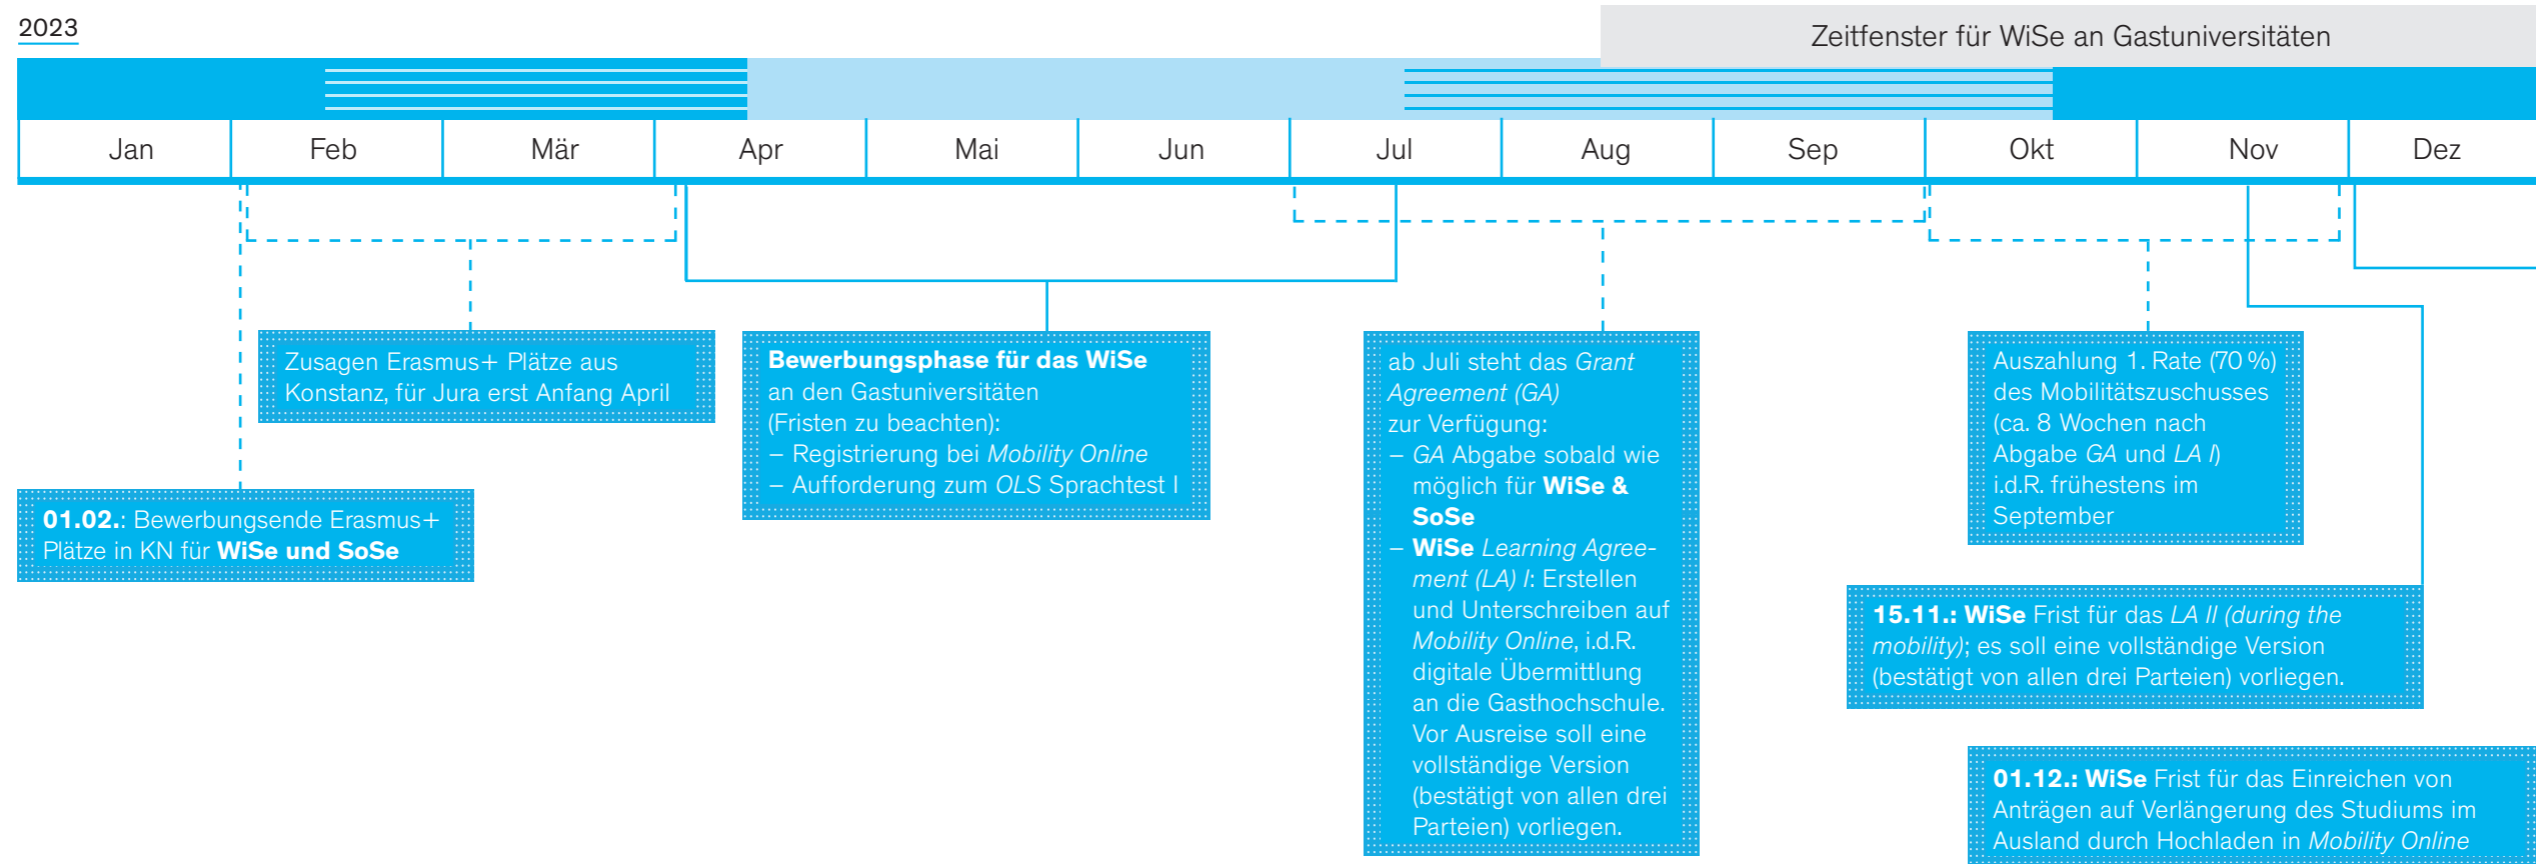 2023
Zeitfenster für WiSe an Gastuniversitäten
Jan Feb Mär Apr Mai Jun Jul Aug Sep Okt Nov Dez
Zusagen Erasmus+ Plätze aus
Konstanz, für Jura erst Anfang April
01.02.: Bewerbungsende Erasmus+
Plätze in KN für WiSe und SoSe
Bewerbungsphase für das WiSe
an den Gastuniversitäten
(Fristen zu beachten):
– Registrierung bei Mobility Online
– Aufforderung zum OLS Sprachtest I
ab Juli steht das Grant
Agreement (GA)
zur Verfügung:
– GA Abgabe sobald wie
möglich für WiSe &
SoSe
– WiSe Learning Agree-
ment (LA) I: Erstellen
und Unterschreiben auf
Mobility Online, i.d.R.
digitale Übermittlung
an die Gasthochschule.
Vor Ausreise soll eine
vollständige Version
(bestätigt von allen drei
Parteien) vorliegen.
Auszahlung 1. Rate (70 %)
des Mobilitätszuschusses
(ca. 8 Wochen nach
Abgabe GA und LA I)
i.d.R. frühestens im
September
15.11.: WiSe Frist für das LA II (during the
mobility); es soll eine vollständige Version
(bestätigt von allen drei Parteien) vorliegen.
01.12.: WiSe Frist für das Einreichen von
Anträgen auf Verlängerung des Studiums im
Ausland durch Hochladen in Mobility Online